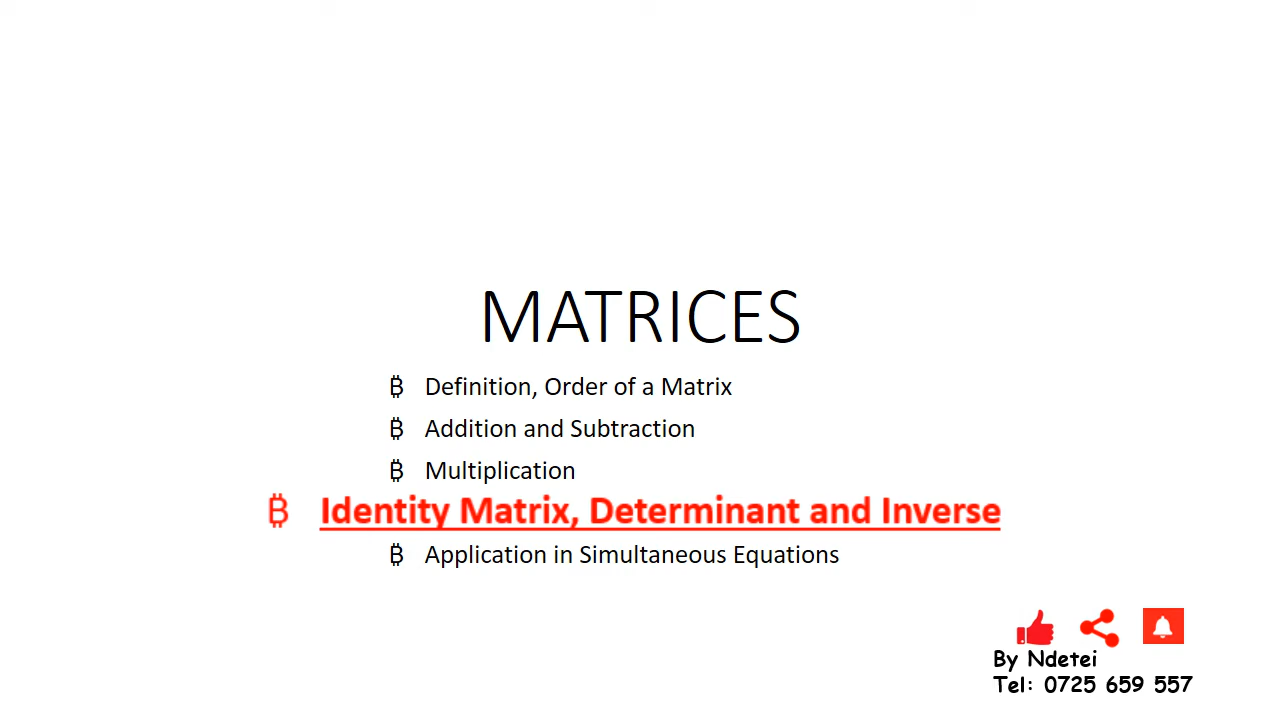 MATRICES
₿ Definition, Order of a Matrix
₿ Addition and Subtraction
₿ Multiplication
₿ Identity Matrix, Determinant and Inverse
₿ Application in Simultaneous Equations
By Ndetei
Tel: 0725 659 557